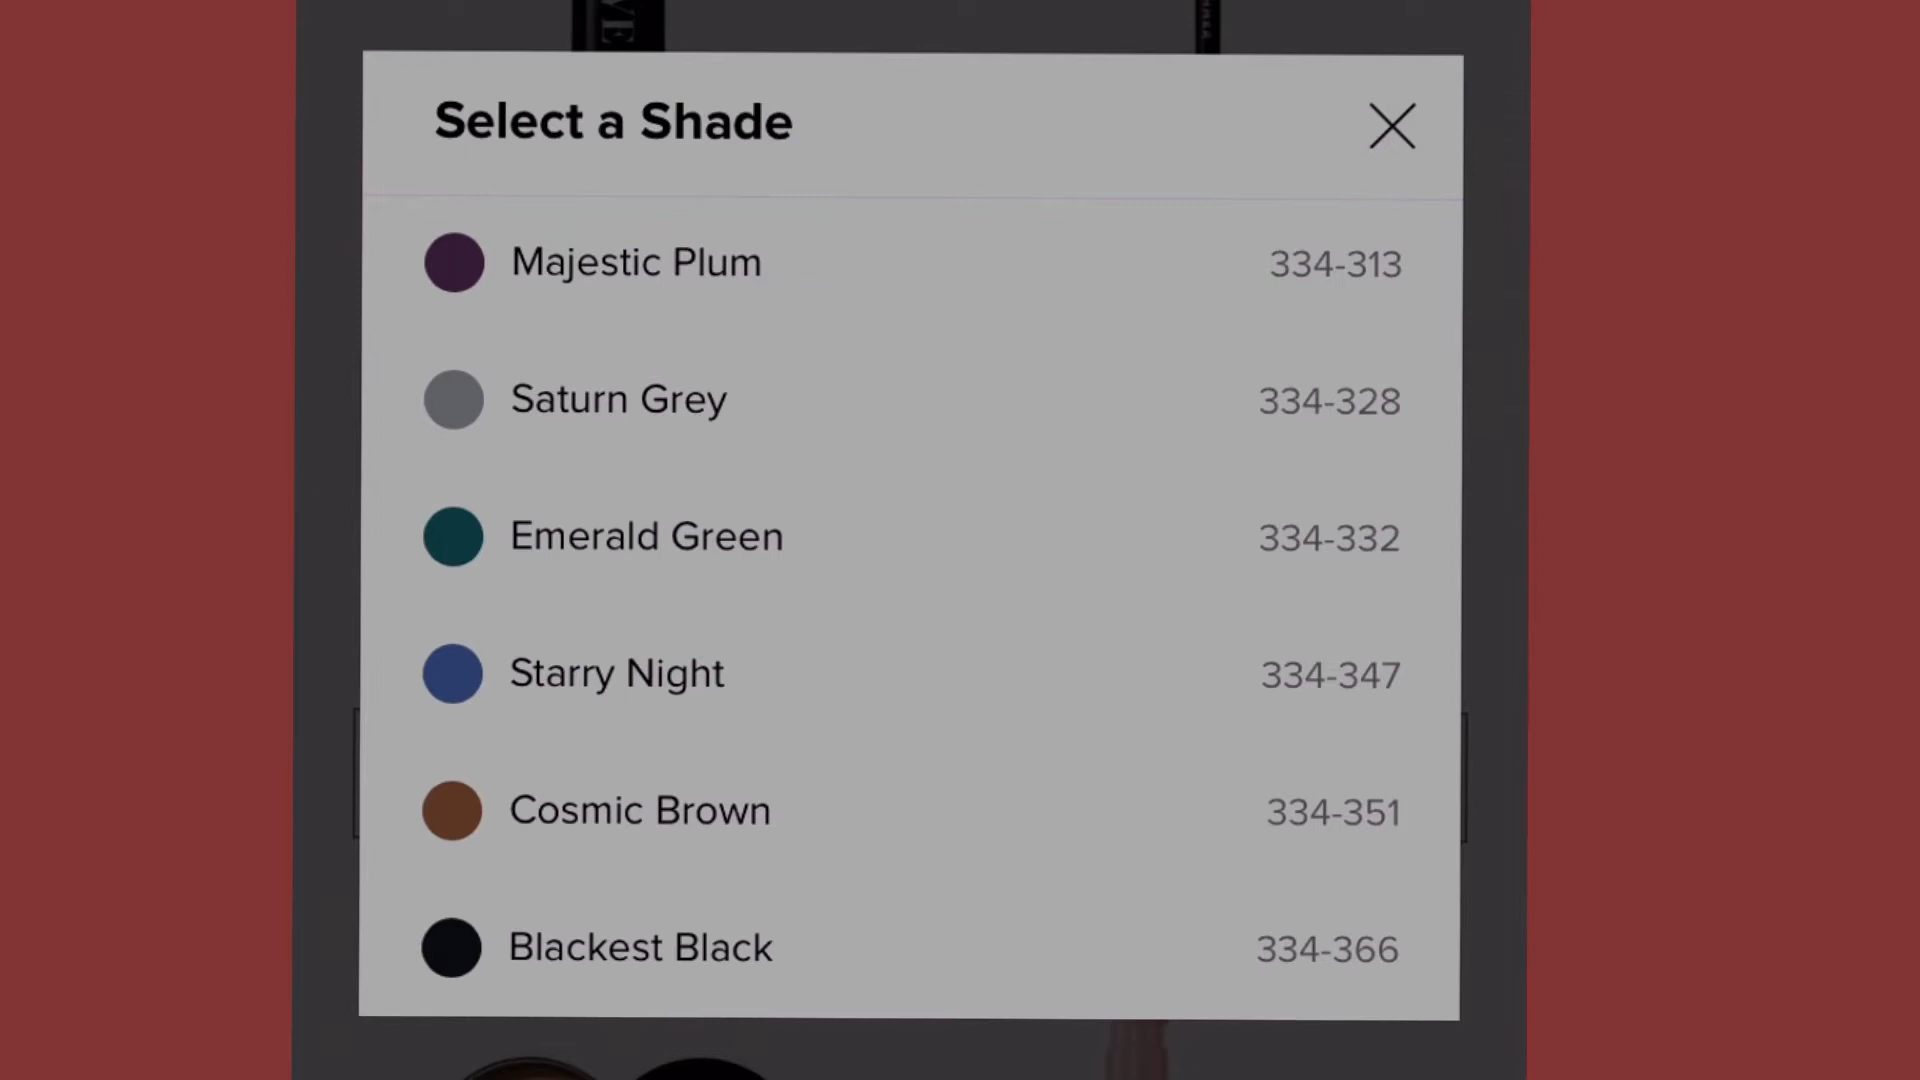 VE
Select a Shade
Majestic Plum 334-313
Saturn Grey 334-328
Emerald Green 334-332
Starry Night 334-347
Cosmic Brown 334-351
Blackest Black 334-366